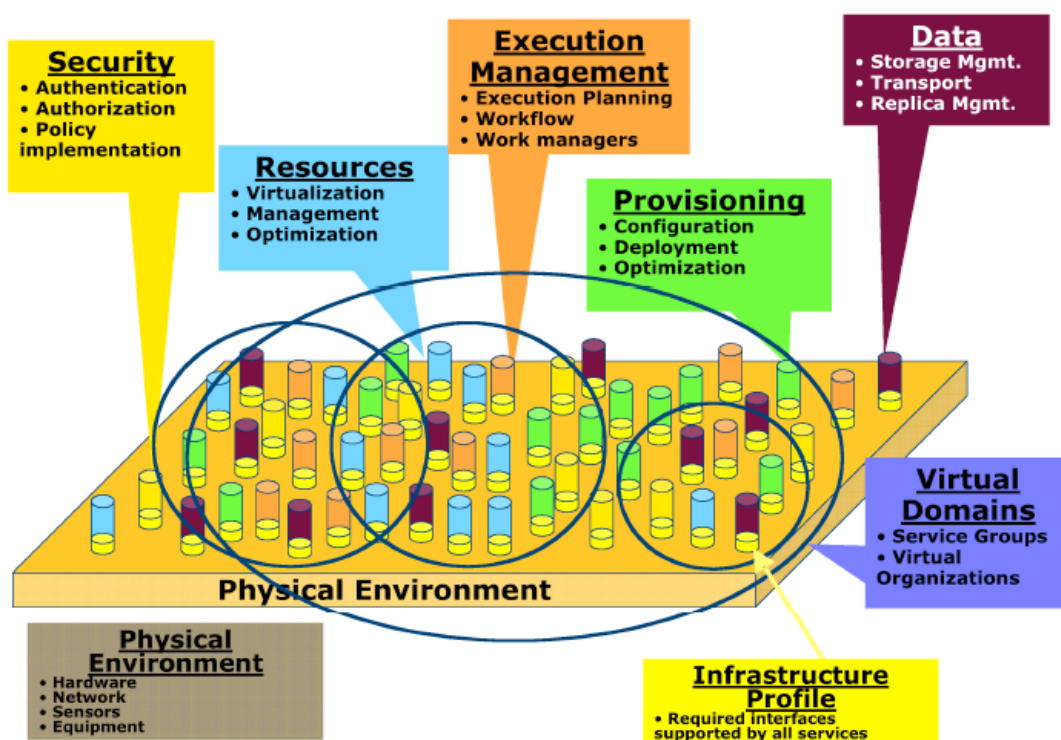 Security
• Authentication
• Authorization
• Policy
implementation
Resources
• Virtualization
• Management
• Optimization
Execution
Management
• Execution Planning
• Workflow
• Work managers
Provisioning
• Configuration
• Deployment
• Optimization
Data
• Storage Mgmt.
• Transport
• Replica Mgmt.
Virtual
Domains
• Service Groups
• Virtual
Organizations
Physical Environment
Physical
Environment
• Hardware
• Network
• Sensors
• Equipment
Infrastructure
Profile
• Required interfaces
supported by all services